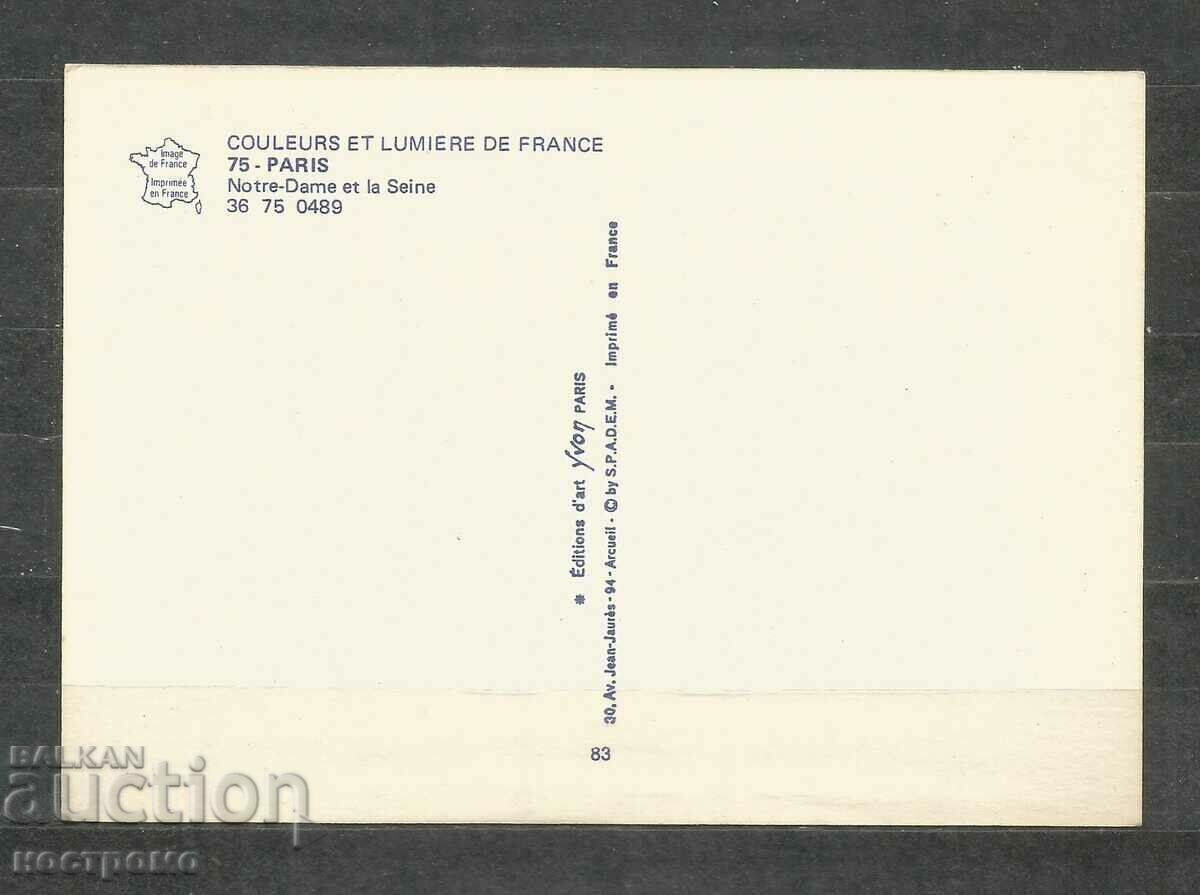 Image
de France
Imprimée
en France
COULEURS ET LUMIERE DE FRANCE
75 - PARIS
Notre-Dame et la Seine
36 75 0489
* Éditions d'art Yvon PARIS
30, Av. Jean-Jaurès - 94 - Arcueil - © by S.P.A.D.E.M. - Imprimé en France
83
BALKAN
auction
костромо